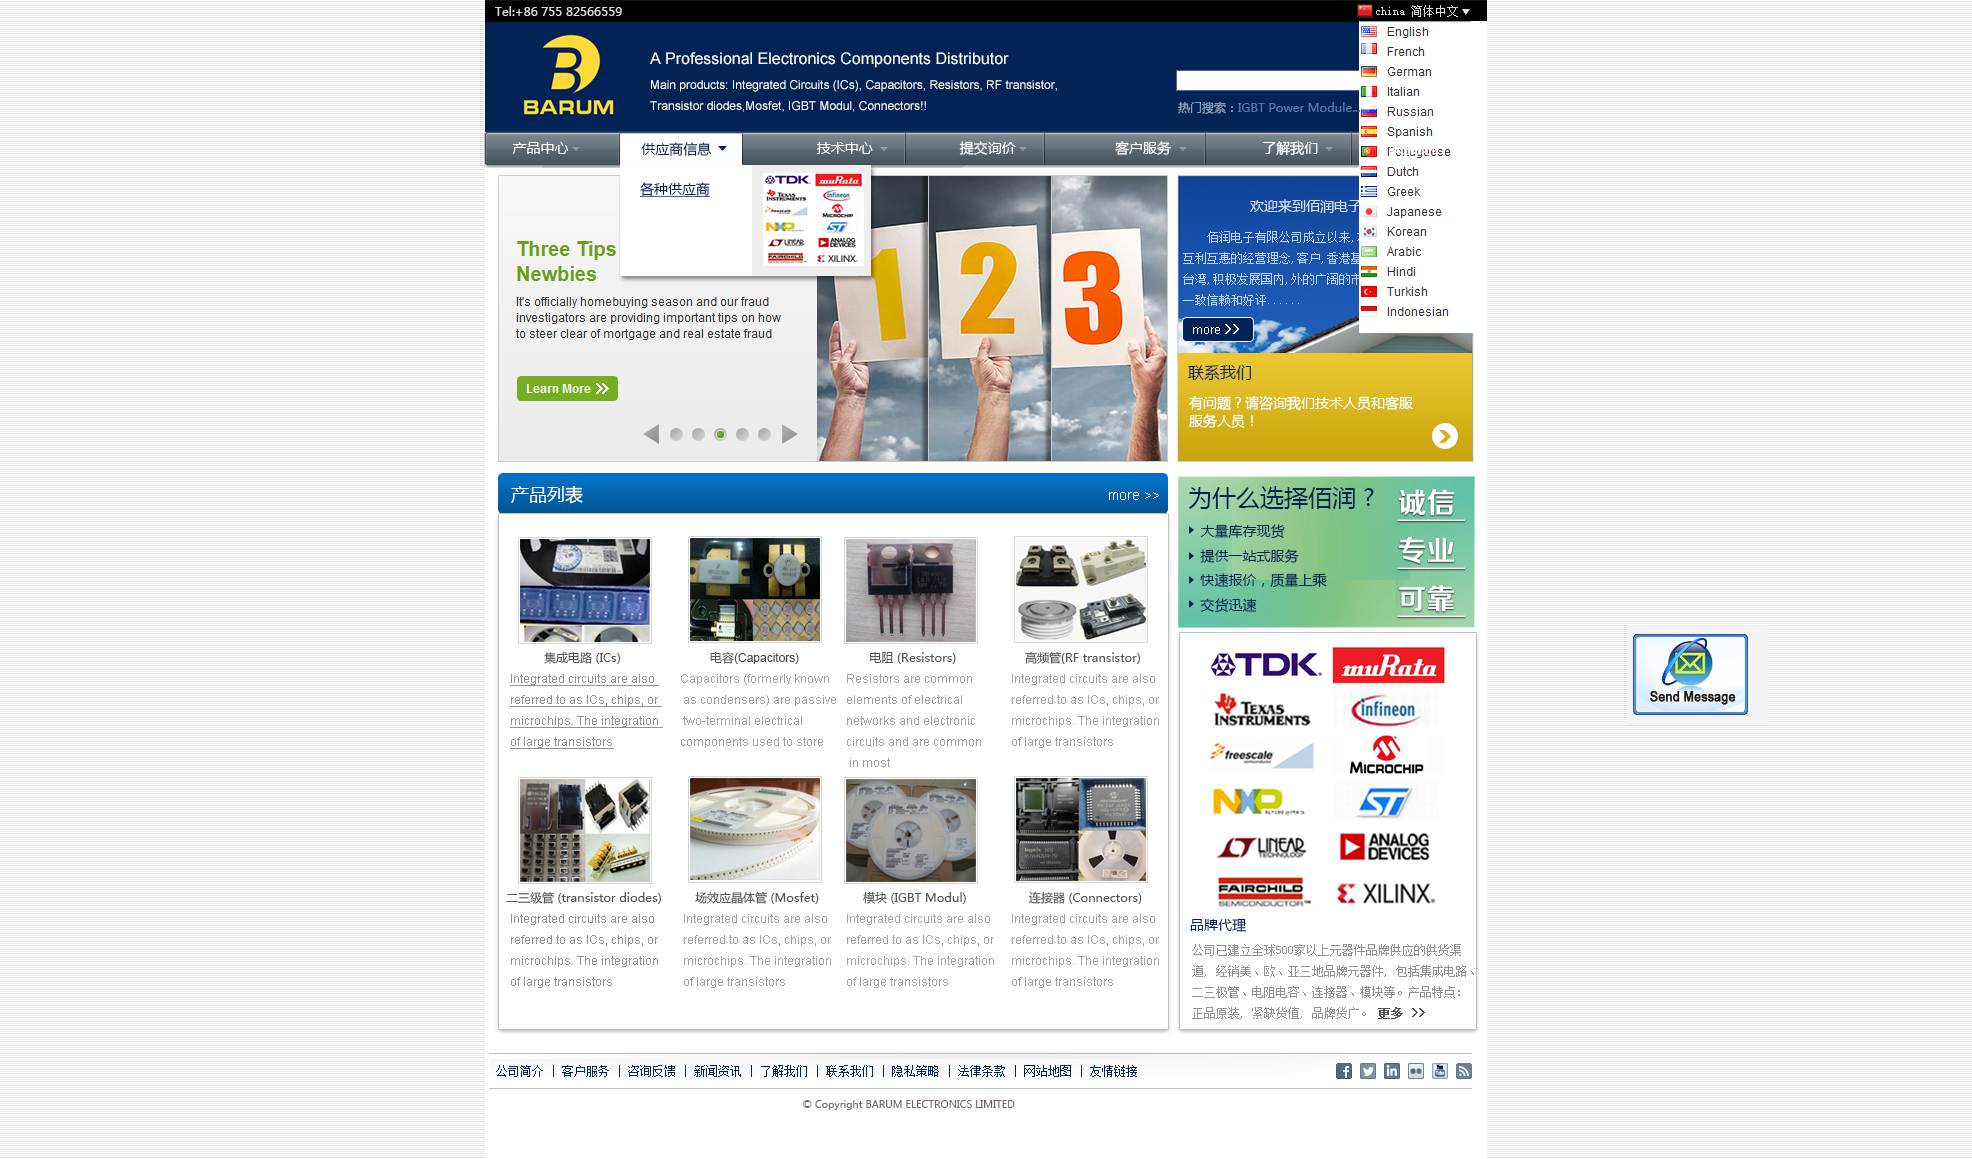 Tel:+86 755 82566559
china 简体中文
English
French
German
Italian
Russian
Spanish
Portuguese
Dutch
Greek
Japanese
Korean
Arabic
Hindi
Turkish
Indonesian
BARUM
A Professional Electronics Components Distributor
Main products: Integrated Circuits (ICs), Capacitors, Resistors, RF transistor,
Transistor diodes,Mosfet, IGBT Modul, Connectors!!
热门搜索：IGBT Power Module..
产品中心
供应商信息
技术中心
提交询价
客户服务
了解我们
各种供应商
TDK muRata
TEXAS INSTRUMENTS infineon
freescale MICROCHIP
NXP ST
LINEAR ANALOG DEVICES
FAIRCHILD XILINX
Three Tips
Newbies
It's officially homebuying season and our fraud
investigators are providing important tips on how
to steer clear of mortgage and real estate fraud
Learn More
1 2 3
欢迎来到佰润电子
佰润电子有限公司成立以来,
互利互惠的经营理念, 客户, 香港基
台湾, 积极发展国内, 外的广阔的市
一致信赖和好评......
more
联系我们
有问题？请咨询我们技术人员和客服
服务人员！
产品列表
more >>
集成电路 (ICs)
Integrated circuits are also
referred to as ICs, chips, or
microchips. The integration
of large transistors
电容(Capacitors)
Capacitors (formerly known
as condensers) are passive
two-terminal electrical
components used to store
电阻 (Resistors)
Resistors are common
elements of electrical
networks and electronic
circuits and are common
in most
高频管(RF transistor)
Integrated circuits are also
referred to as ICs, chips, or
microchips. The integration
of large transistors
二三级管 (transistor diodes)
Integrated circuits are also
referred to as ICs, chips, or
microchips. The integration
of large transistors
场效应晶体管 (Mosfet)
Integrated circuits are also
referred to as ICs, chips, or
microchips. The integration
of large transistors
模块 (IGBT Modul)
Integrated circuits are also
referred to as ICs, chips, or
microchips. The integration
of large transistors
连接器 (Connectors)
Integrated circuits are also
referred to as ICs, chips, or
microchips. The integration
of large transistors
为什么选择佰润？
大量库存现货
提供一站式服务
快速报价，质量上乘
交货迅速
诚信
专业
可靠
TDK. muRata
TEXAS INSTRUMENTS infineon
freescale semiconductor
MICROCHIP
NXP ST
LINEAR TECHNOLOGY ANALOG DEVICES
FAIRCHILD SEMICONDUCTOR XILINX.
品牌代理
公司已建立全球500家以上元器件品牌供应的供货渠
道, 经销美、欧、亚三地品牌元器件, 包括集成电路、
二三极管、电阻电容、连接器、模块等。产品特点:
正品原装, 紧缺货值, 品牌货广。 更多 >>
Send Message
公司简介 | 客户服务 | 咨询反馈 | 新闻资讯 | 了解我们 | 联系我们 | 隐私策略 | 法律条款 | 网站地图 | 友情链接
© Copyright BARUM ELECTRONICS LIMITED